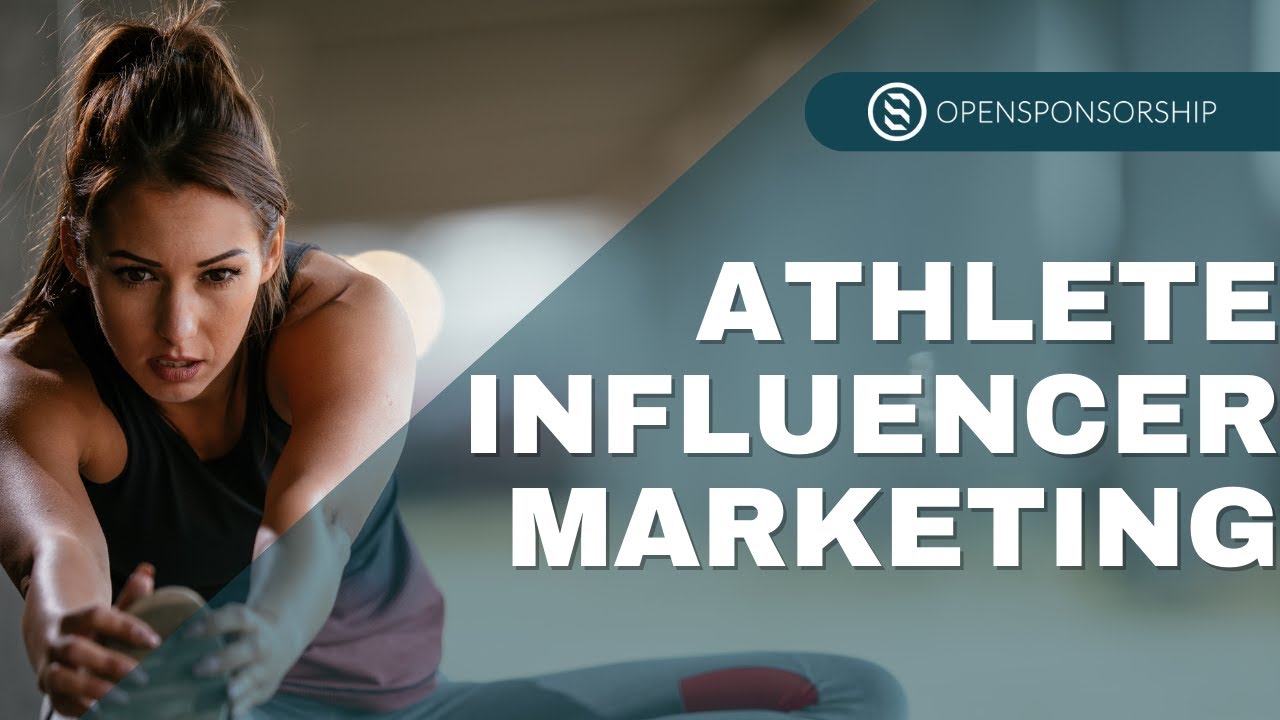 OPENSPONSORSHIP
ATHLETE
INFLUENCER
MARKETING